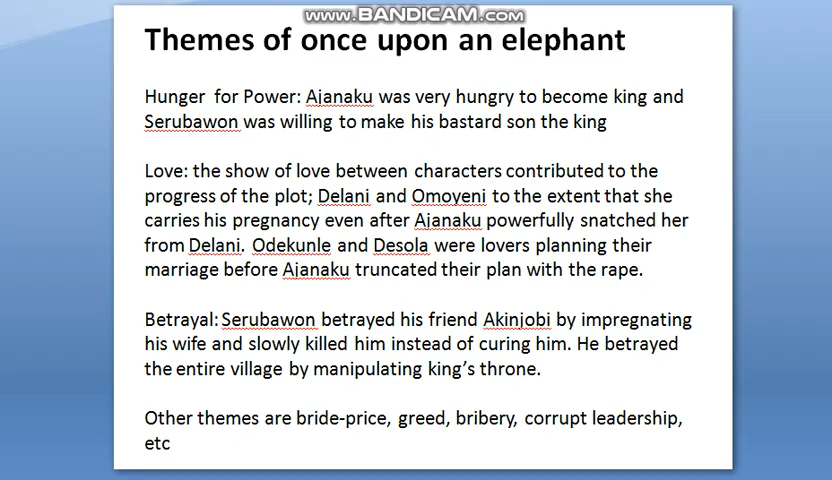 www.BANDICAM.com
Themes of once upon an elephant
Hunger for Power: Ajanaku was very hungry to become king and
Serubawon was willing to make his bastard son the king
Love: the show of love between characters contributed to the
progress of the plot; Delani and Omoyeni to the extent that she
carries his pregnancy even after Ajanaku powerfully snatched her
from Delani. Odekunle and Desola were lovers planning their
marriage before Ajanaku truncated their plan with the rape.
Betrayal: Serubawon betrayed his friend Akinjobi by impregnating
his wife and slowly killed him instead of curing him. He betrayed
the entire village by manipulating king’s throne.
Other themes are bride-price, greed, bribery, corrupt leadership,
etc